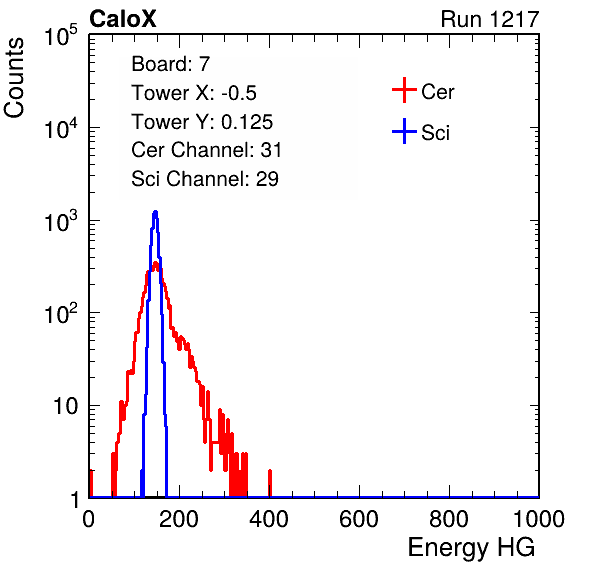 CaloX Run 1217
Counts
Board: 7
Tower X: -0.5
Tower Y: 0.125
Cer Channel: 31
Sci Channel: 29
Cer
Sci
10^5
10^4
10^3
10^2
10
1
0 200 400 600 800 1000
Energy HG